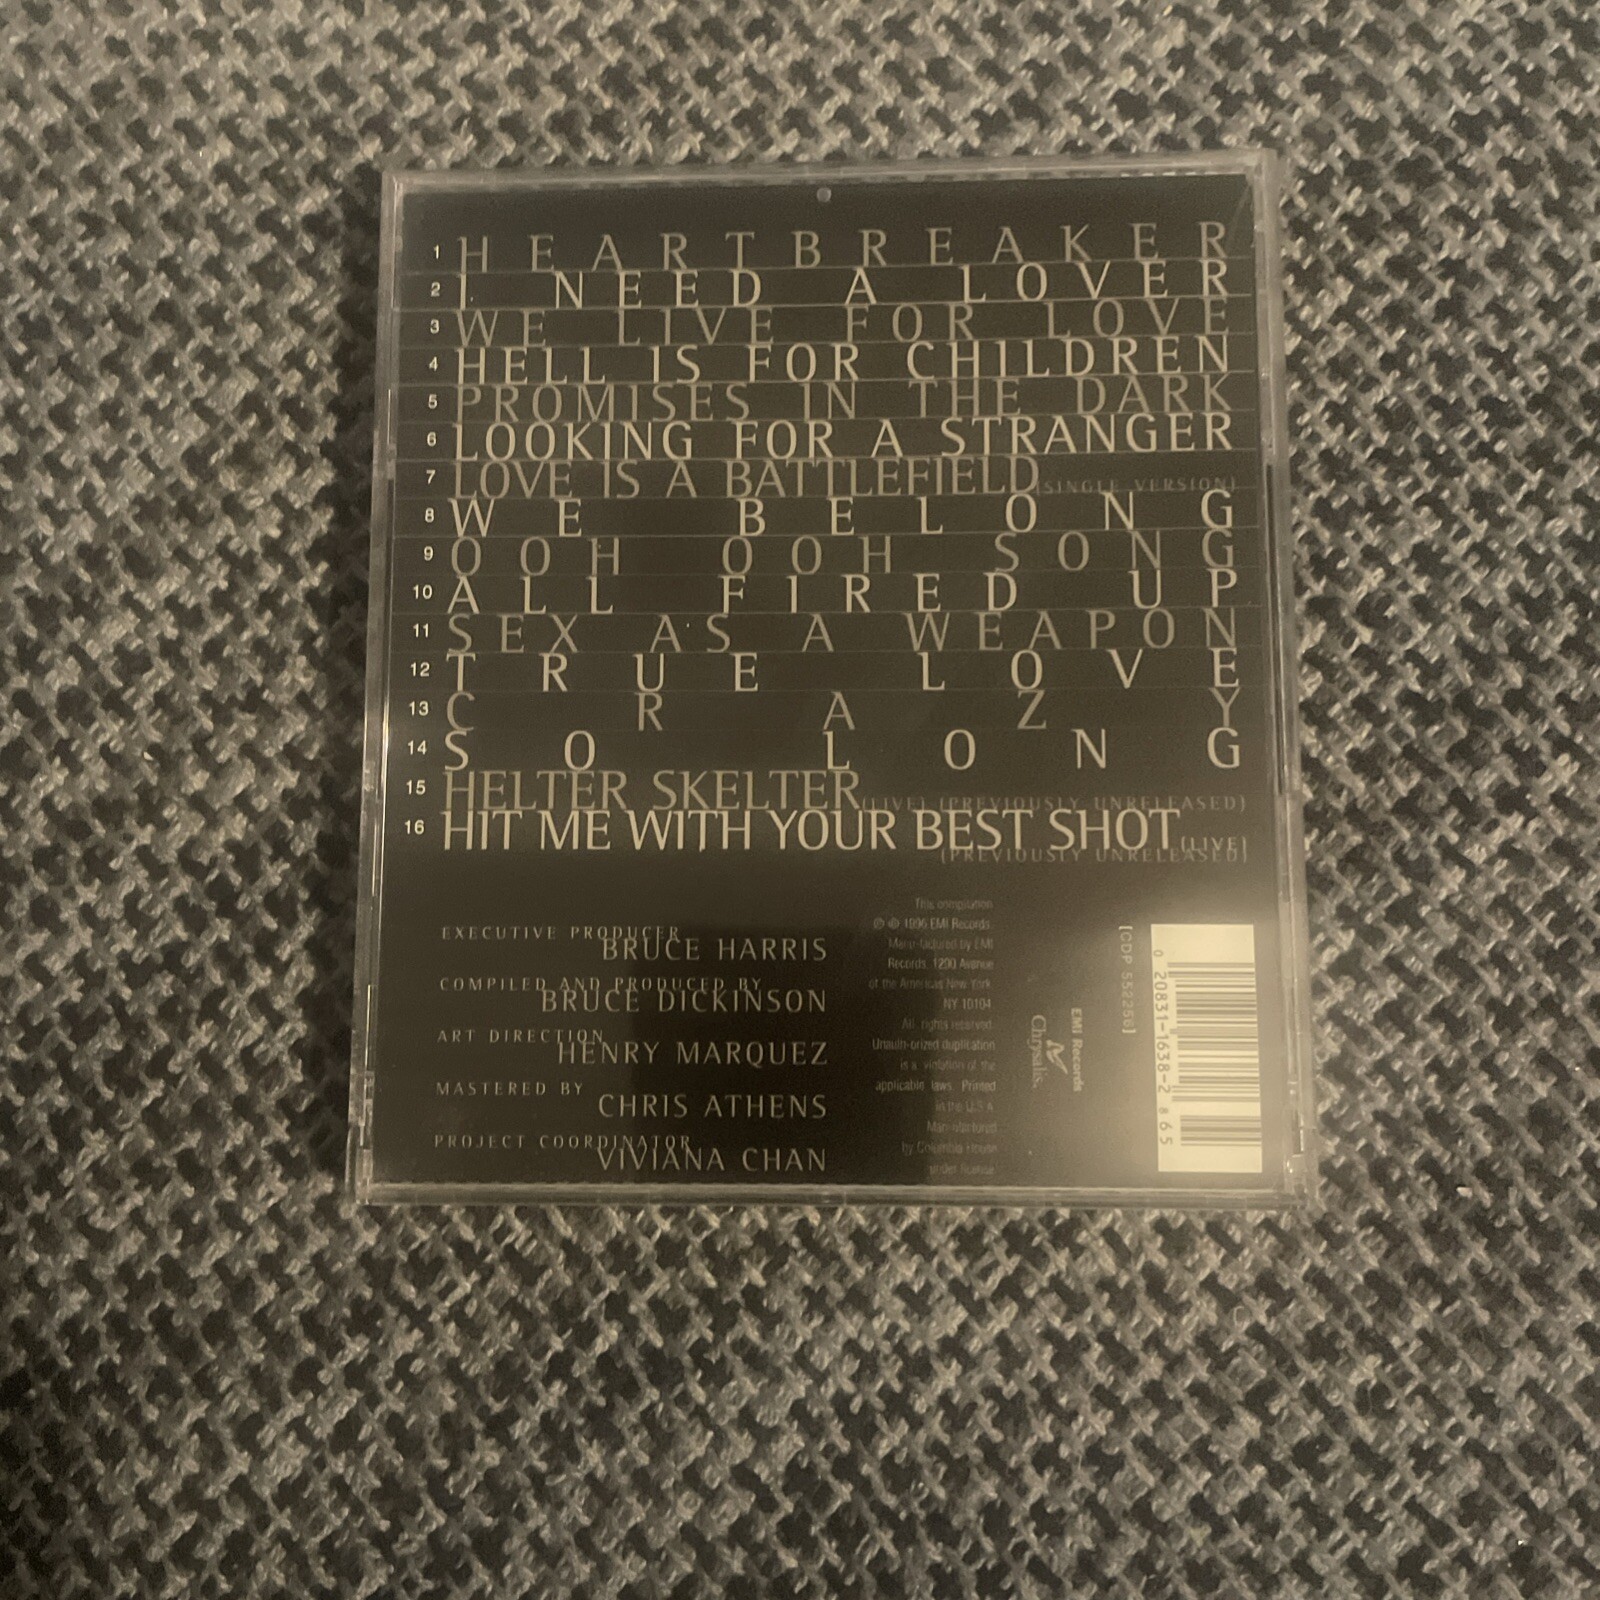 1 HEARTBREAKER
2 I NEED A LOVER
3 WE LIVE FOR LOVE
4 HELL IS FOR CHILDREN
5 PROMISES IN THE DARK
6 LOOKING FOR A STRANGER
7 LOVE IS A BATTLEFIELD (SINGLE VERSION)
8 WE BELONG
9 OOH OOH SONG
10 ALL FIRED UP
11 SEX AS A WEAPON
12 TRUE LOVE
13 CRAZY
14 SO LONG
15 HELTER SKELTER (LIVE) (PREVIOUSLY UNRELEASED)
16 HIT ME WITH YOUR BEST SHOT (LIVE)
(PREVIOUSLY UNRELEASED)
EXECUTIVE PRODUCER
BRUCE HARRIS
COMPILED AND PRODUCED BY
BRUCE DICKINSON
ART DIRECTION
HENRY MARQUEZ
MASTERED BY
CHRIS ATHENS
PROJECT COORDINATOR
VIVIANA CHAN
This compilation
℗ © 1996 EMI Records.
Manufactured by EMI
Records, 1290 Avenue
of the Americas New York,
NY 10104.
All rights reserved.
Unauthorized duplication
is a violation of the
applicable laws. Printed
in the U.S.A.
Manufactured
by Columbia House
under license
EMI Records
Chrysalis.
[CDP 552256]
0 20831-1638-2 865